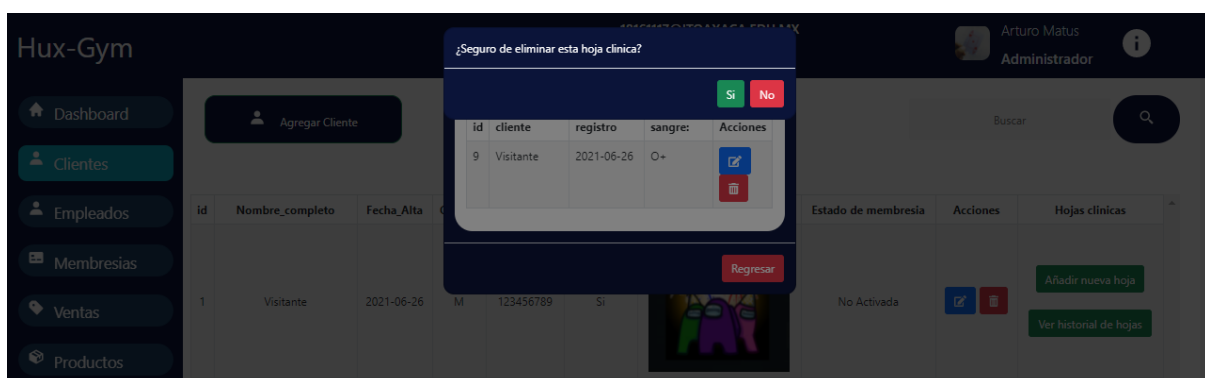 Hux-Gym
Arturo Matus
Administrador
¿Seguro de eliminar esta hoja clinica?
Si No
Dashboard
Clientes
Empleados
Membresias
Ventas
Productos
Agregar Cliente
Buscar
id cliente registro sangre: Acciones
9 Visitante 2021-06-26 O+
Regresar
id Nombre_completo Fecha_Alta Estado de membresia Acciones Hojas clinicas
1 Visitante 2021-06-26 M 123456789 Si No Activada
Añadir nueva hoja
Ver historial de hojas